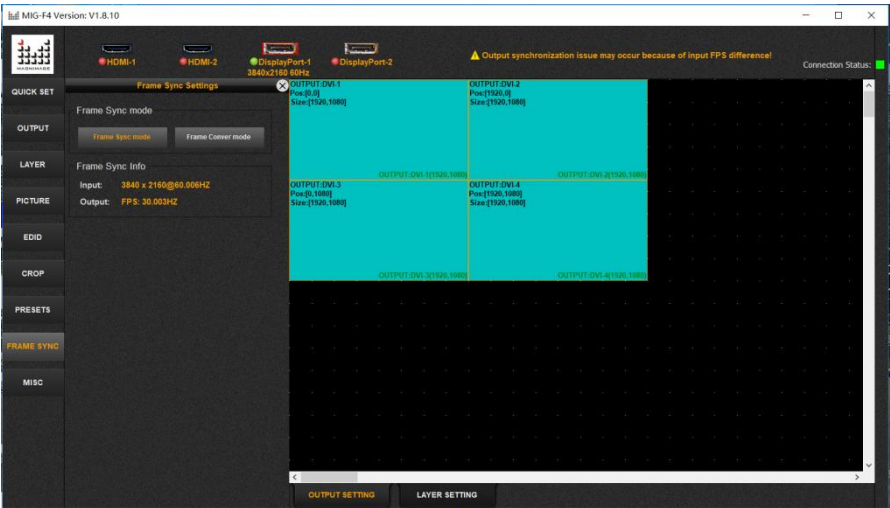 MIG-F4 Version: V1.8.10
MAGNIMAGE
HDMI-1
HDMI-2
DisplayPort-1
3840x2160 60Hz
DisplayPort-2
Output synchronization issue may occur because of input FPS difference!
Connection Status:
QUICK SET
OUTPUT
LAYER
PICTURE
EDID
CROP
PRESETS
FRAME SYNC
MISC
Frame Sync Settings
Frame Sync mode
Frame Sync mode
Frame Conver mode
Frame Sync Info
Input: 3840 x 2160@60.006HZ
Output: FPS: 30.003HZ
OUTPUT:DVI-1
Pos:[0,0]
Size:[1920,1080]
OUTPUT:DVI-1[1920,1080]
OUTPUT:DVI-2
Pos:[1920,0]
Size:[1920,1080]
OUTPUT:DVI-2[1920,1080]
OUTPUT:DVI-3
Pos:[0,1080]
Size:[1920,1080]
OUTPUT:DVI-3[1920,1080]
OUTPUT:DVI-4
Pos:[1920,1080]
Size:[1920,1080]
OUTPUT:DVI-4[1920,1080]
OUTPUT SETTING
LAYER SETTING